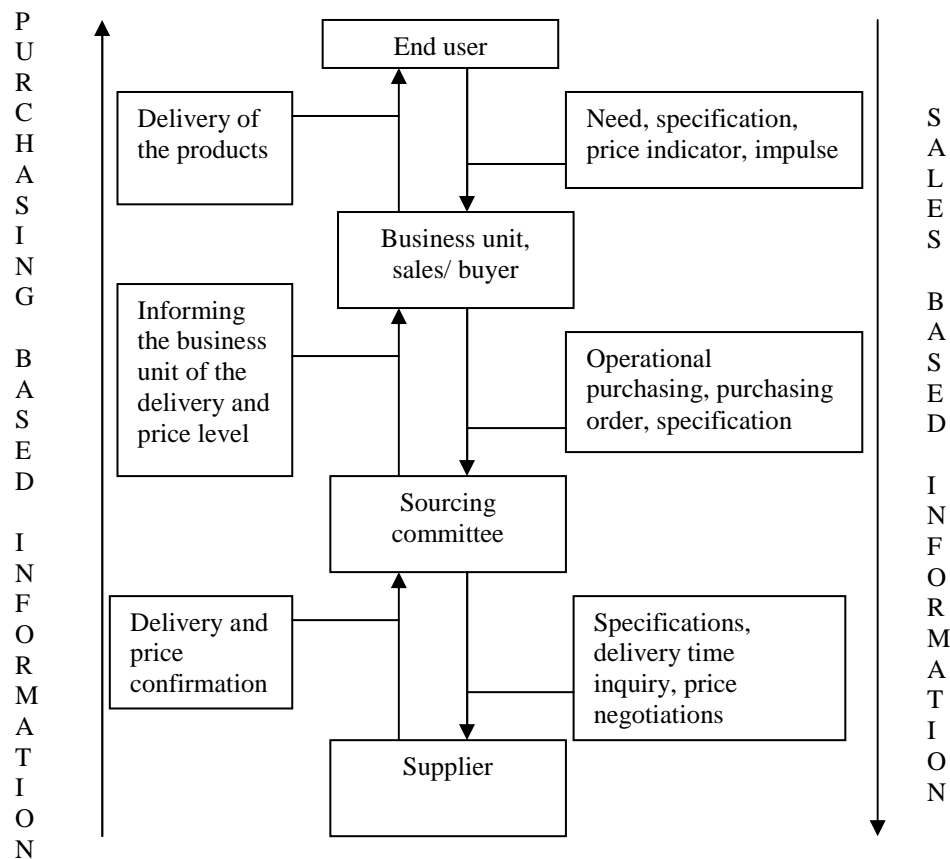 PURCHASING BASED INFORMATION
End user
Delivery of
the products
Need, specification,
price indicator, impulse
Business unit,
sales/ buyer
Informing
the business
unit of the
delivery and
price level
Operational
purchasing, purchasing
order, specification
Sourcing
committee
Delivery and
price
confirmation
Specifications,
delivery time
inquiry, price
negotiations
Supplier
SALES BASED INFORMATION